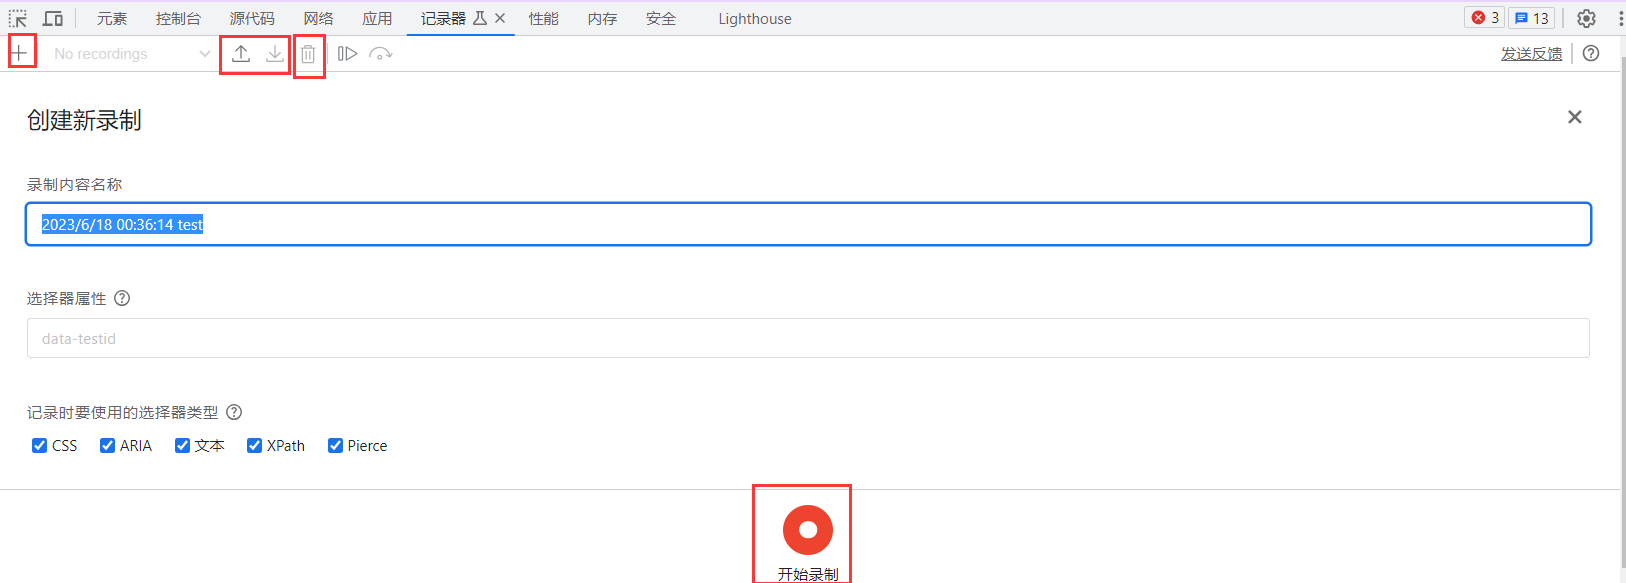 元素 控制台 源代码 网络 应用 记录器 性能 内存 安全 Lighthouse 3 13
No recordings 发送反馈
创建新录制
录制内容名称
2023/6/18 00:36:14 test
选择器属性
data-testid
记录时要使用的选择器类型
CSS ARIA 文本 XPath Pierce
开始录制